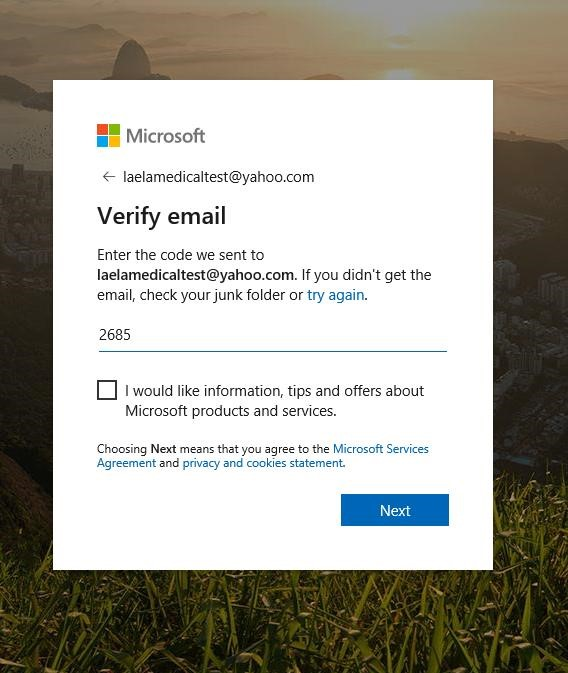 Microsoft
← laelamedicaltest@yahoo.com
Verify email
Enter the code we sent to
laelamedicaltest@yahoo.com. If you didn't get the
email, check your junk folder or try again.
2685
I would like information, tips and offers about
Microsoft products and services.
Choosing Next means that you agree to the Microsoft Services
Agreement and privacy and cookies statement.
Next